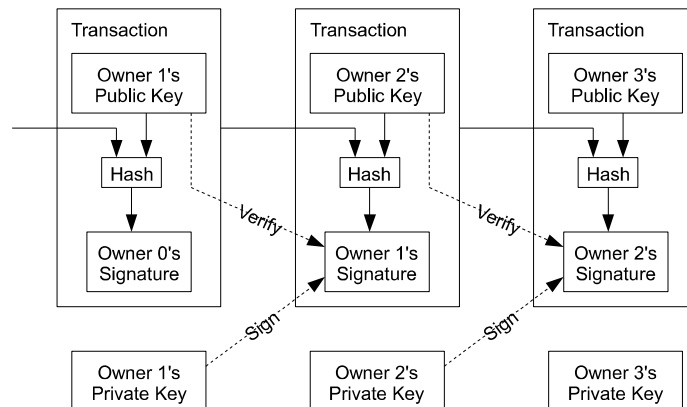 Transaction
Transaction
Transaction
Owner 1's
Public Key
Owner 2's
Public Key
Owner 3's
Public Key
Hash
Hash
Hash
Verify
Verify
Owner 0's
Signature
Owner 1's
Signature
Owner 2's
Signature
Sign
Sign
Owner 1's
Private Key
Owner 2's
Private Key
Owner 3's
Private Key